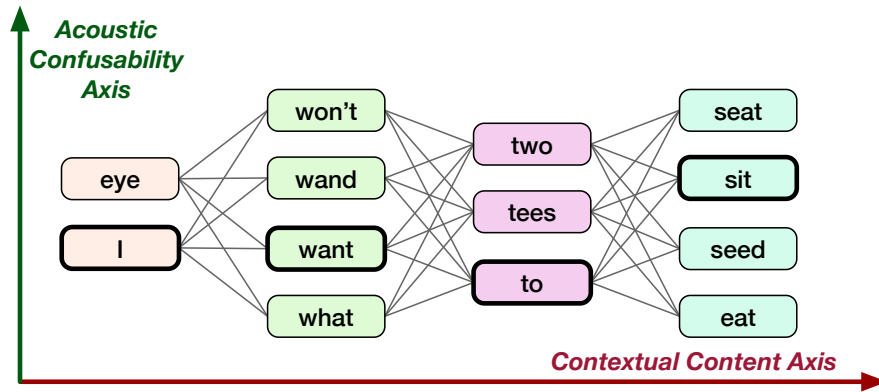 Acoustic
Confusability
Axis
eye
I
won't
wand
want
what
two
tees
to
seat
sit
seed
eat
Contextual Content Axis